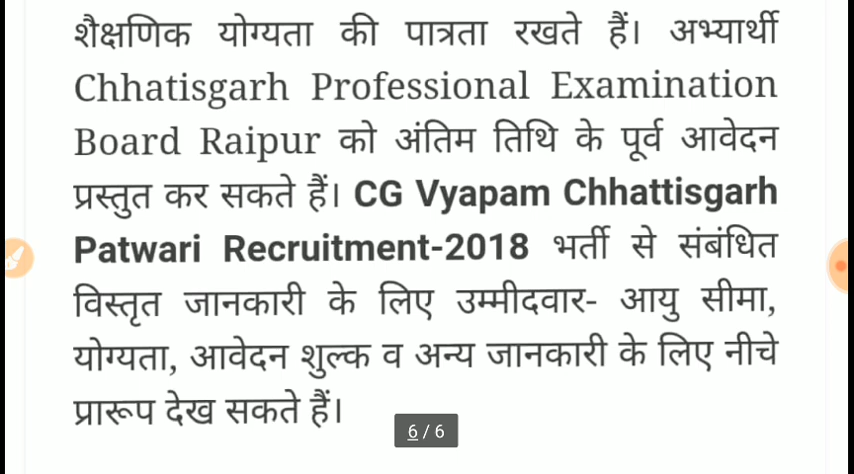 शैक्षणिक योग्यता की पात्रता रखते हैं। अभ्यार्थी
Chhatisgarh Professional Examination
Board Raipur को अंतिम तिथि के पूर्व आवेदन
प्रस्तुत कर सकते हैं। CG Vyapam Chhattisgarh
Patwari Recruitment-2018 भर्ती से संबंधित
विस्तृत जानकारी के लिए उम्मीदवार- आयु सीमा,
योग्यता, आवेदन शुल्क व अन्य जानकारी के लिए नीचे
प्रारूप देख सकते हैं।
6 / 6